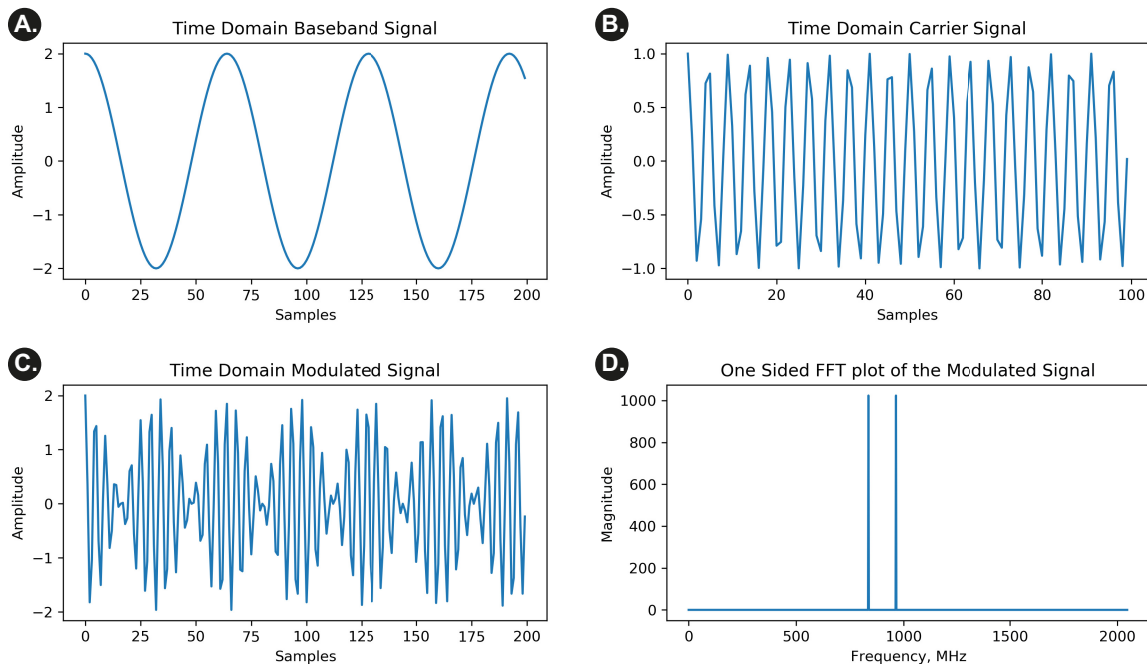 A.
Time Domain Baseband Signal
Amplitude
2
1
0
−1
−2
0 25 50 75 100 125 150 175 200
Samples
B.
Time Domain Carrier Signal
Amplitude
1.0
0.5
0.0
−0.5
−1.0
0 20 40 60 80 100
Samples
C.
Time Domain Modulated Signal
Amplitude
2
1
0
−1
−2
0 25 50 75 100 125 150 175 200
Samples
D.
One Sided FFT plot of the Modulated Signal
Magnitude
1000
800
600
400
200
0
0 500 1000 1500 2000
Frequency, MHz